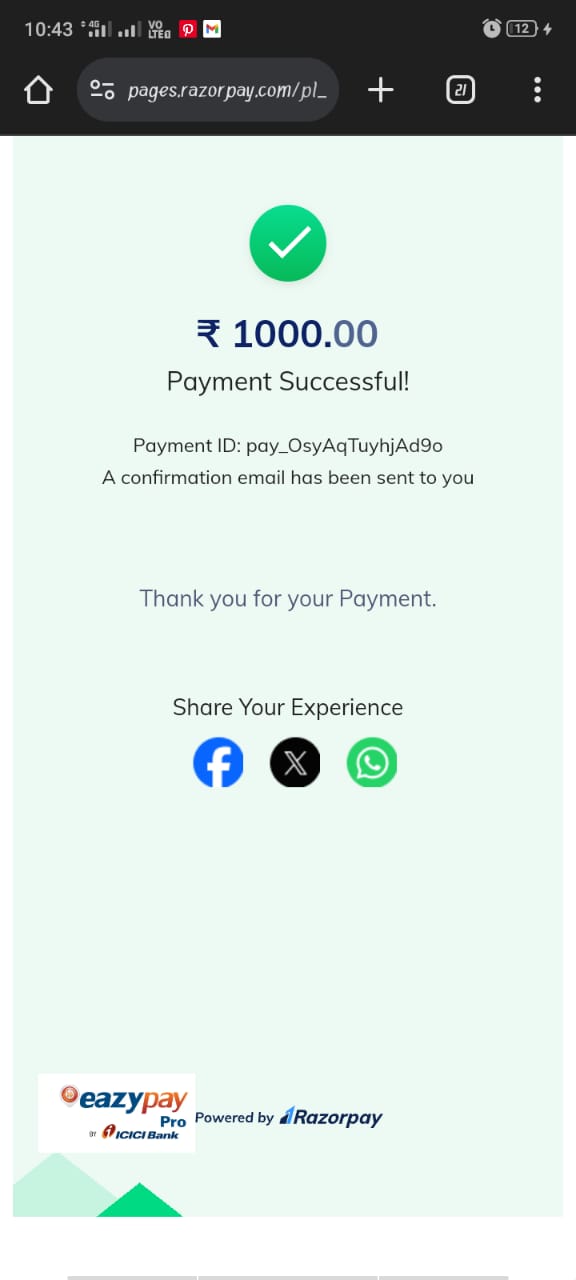 10:43 4G VO LTE 12
pages.razorpay.com/pl_ 21
₹ 1000.00
Payment Successful!
Payment ID: pay_OsyAqTuyhjAd9o
A confirmation email has been sent to you
Thank you for your Payment.
Share Your Experience
eazypay
Pro
BY ICICI Bank
Powered by Razorpay